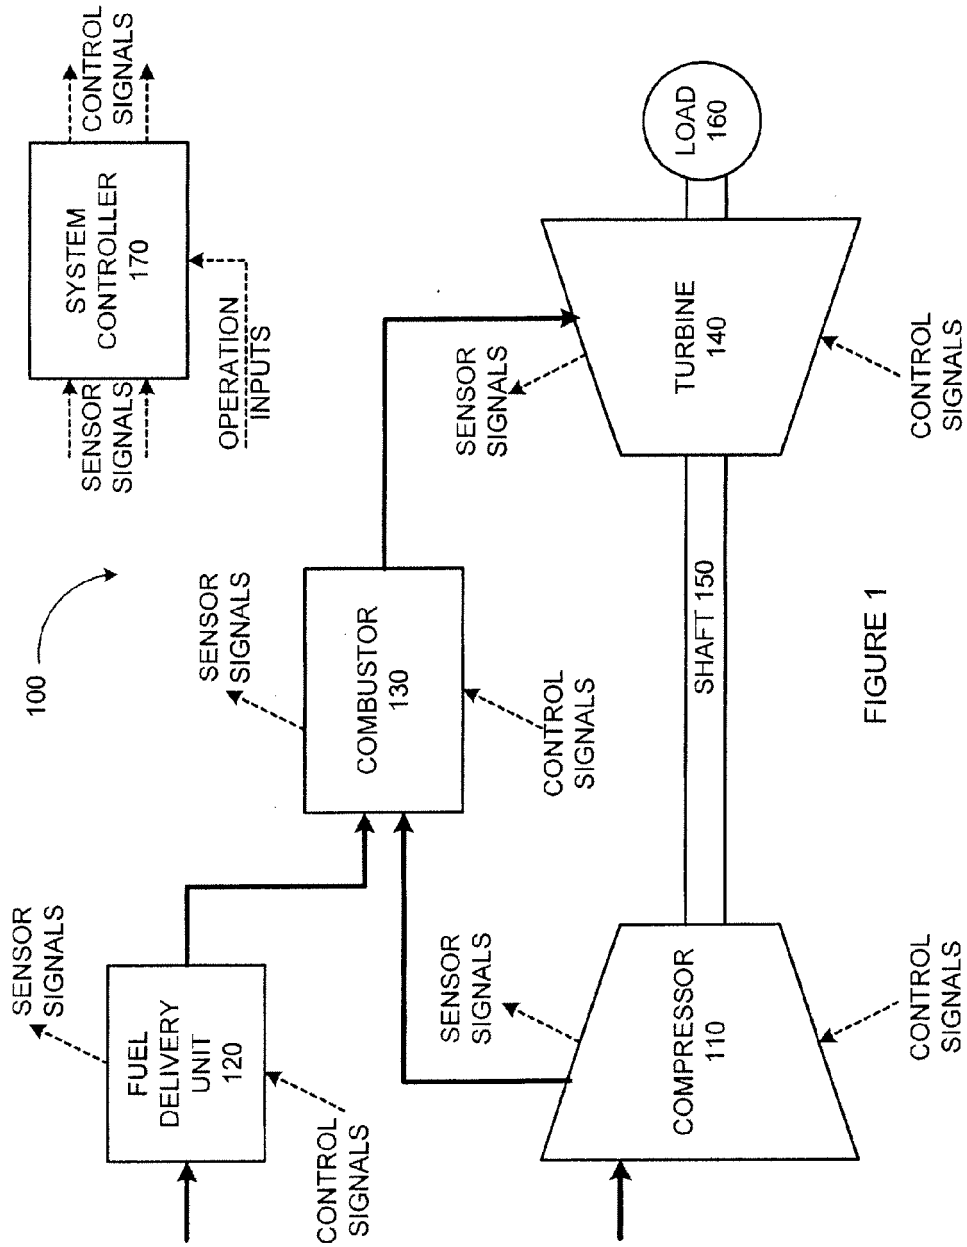 100
SENSOR
SIGNALS
SYSTEM
CONTROLLER
170
CONTROL
SIGNALS
OPERATION
INPUTS
SENSOR
SIGNALS
FUEL
DELIVERY
UNIT
120
CONTROL
SIGNALS
SENSOR
SIGNALS
COMBUSTOR
130
CONTROL
SIGNALS
SENSOR
SIGNALS
COMPRESSOR
110
CONTROL
SIGNALS
SHAFT 150
SENSOR
SIGNALS
TURBINE
140
CONTROL
SIGNALS
LOAD
160
FIGURE 1